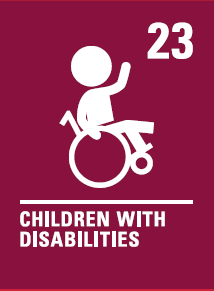 23
CHILDREN WITH
DISABILITIES